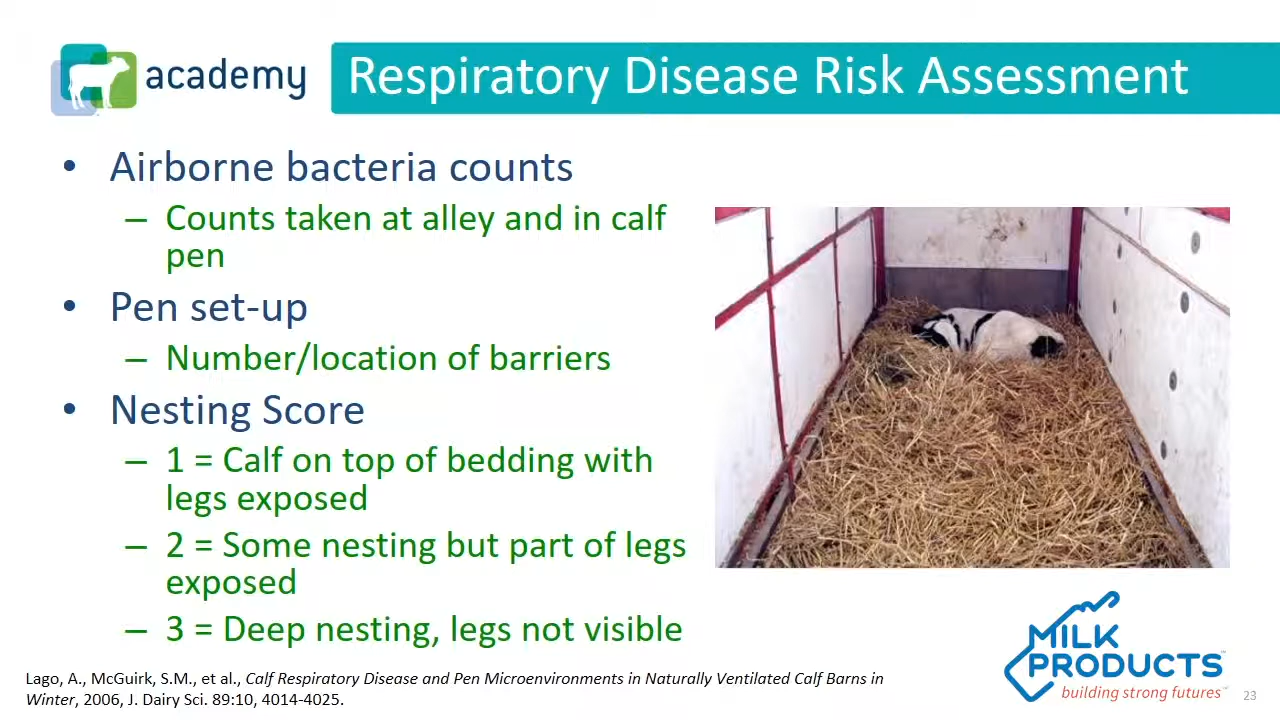 academy
Respiratory Disease Risk Assessment
• Airborne bacteria counts
– Counts taken at alley and in calf
pen
• Pen set-up
– Number/location of barriers
• Nesting Score
– 1 = Calf on top of bedding with
legs exposed
– 2 = Some nesting but part of legs
exposed
– 3 = Deep nesting, legs not visible
Lago, A., McGuirk, S.M., et al., Calf Respiratory Disease and Pen Microenvironments in Naturally Ventilated Calf Barns in
Winter, 2006, J. Dairy Sci. 89:10, 4014-4025.
MILK
PRODUCTS™
building strong futures™
23